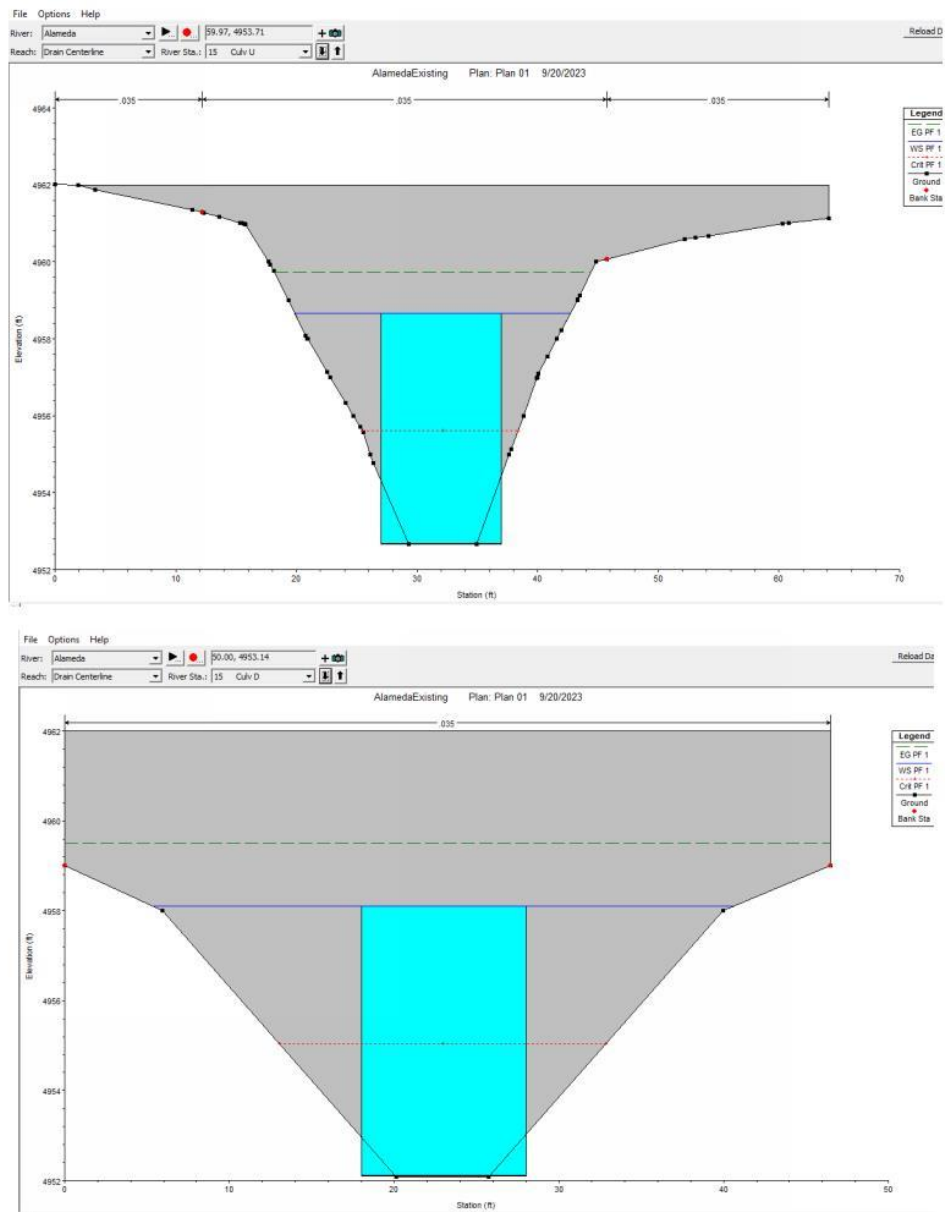 File Options Help
River: Alameda 59.97, 4953.71 Reload D
Reach: Drain Centerline River Sta.: 15 Culv U
AlamedaExisting Plan: Plan 01 9/20/2023
.035 .035 .035
Legend
EG PF 1
WS PF 1
Crit PF 1
Ground
Bank Sta
Elevation (ft)
4964
4962
4960
4958
4956
4954
4952
0 10 20 30 40 50 60 70
Station (ft)
File Options Help
River: Alameda 50.00, 4953.14 Reload Da
Reach: Drain Centerline River Sta.: 15 Culv D
AlamedaExisting Plan: Plan 01 9/20/2023
.035
Legend
EG PF 1
WS PF 1
Crit PF 1
Ground
Bank Sta
Elevation (ft)
4962
4960
4958
4956
4954
4952
0 10 20 30 40 50
Station (ft)